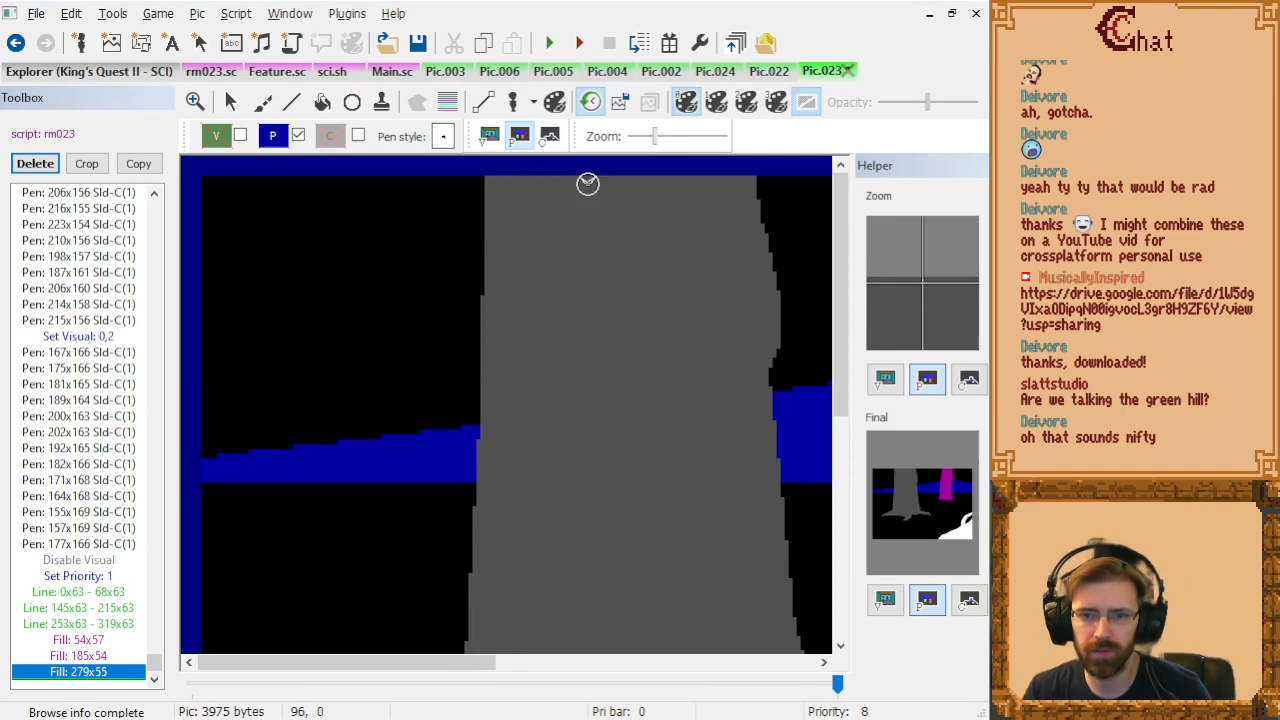 File Edit Tools Game Pic Script Window Plugins Help
Explorer (King's Quest II - SCI) rm023.sc Feature.sc sci.sh Main.sc Pic.003 Pic.006 Pic.005 Pic.004 Pic.002 Pic.024 Pic.022 Pic.023
Toolbox
Opacity:
script: rm023
V P C Pen style: V P C Zoom:
Delete Crop Copy
Pen: 206x156 Sld-C(1)
Pen: 216x155 Sld-C(1)
Pen: 223x154 Sld-C(1)
Pen: 210x156 Sld-C(1)
Pen: 198x157 Sld-C(1)
Pen: 187x161 Sld-C(1)
Pen: 206x160 Sld-C(1)
Pen: 214x158 Sld-C(1)
Pen: 215x156 Sld-C(1)
Set Visual: 0,2
Pen: 167x166 Sld-C(1)
Pen: 175x166 Sld-C(1)
Pen: 181x165 Sld-C(1)
Pen: 189x164 Sld-C(1)
Pen: 200x163 Sld-C(1)
Pen: 202x163 Sld-C(1)
Pen: 192x165 Sld-C(1)
Pen: 182x166 Sld-C(1)
Pen: 171x168 Sld-C(1)
Pen: 164x168 Sld-C(1)
Pen: 155x169 Sld-C(1)
Pen: 157x169 Sld-C(1)
Pen: 177x166 Sld-C(1)
Disable Visual
Set Priority: 1
Line: 0x63 - 68x63
Line: 145x63 - 215x63
Line: 253x63 - 319x63
Fill: 54x57
Fill: 185x54
Fill: 279x55
Helper
Zoom
V P C
Final
V P C
Browse info complete Pic: 3975 bytes Pri bar: 0 Priority: 8
Chat
Deivore
Deivore
ah, gotcha.
Deivore
Deivore
yeah ty ty that would be rad
Deivore
thanks I might combine these
on a YouTube vid for
crossplatform personal use
MusicallyInspired
https://drive.google.com/file/d/1W5dg
?usp=sharing
Deivore
thanks, downloaded!
slattstudio
Are we talking the green hill?
Deivore
oh that sounds nifty